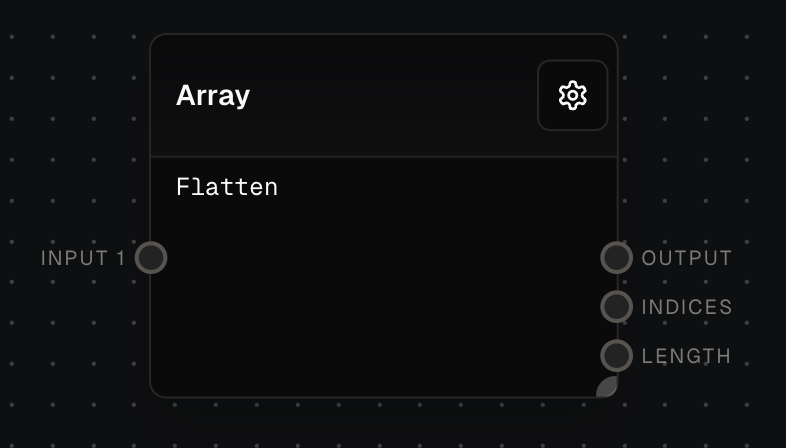 Array
Flatten
INPUT 1
OUTPUT
INDICES
LENGTH